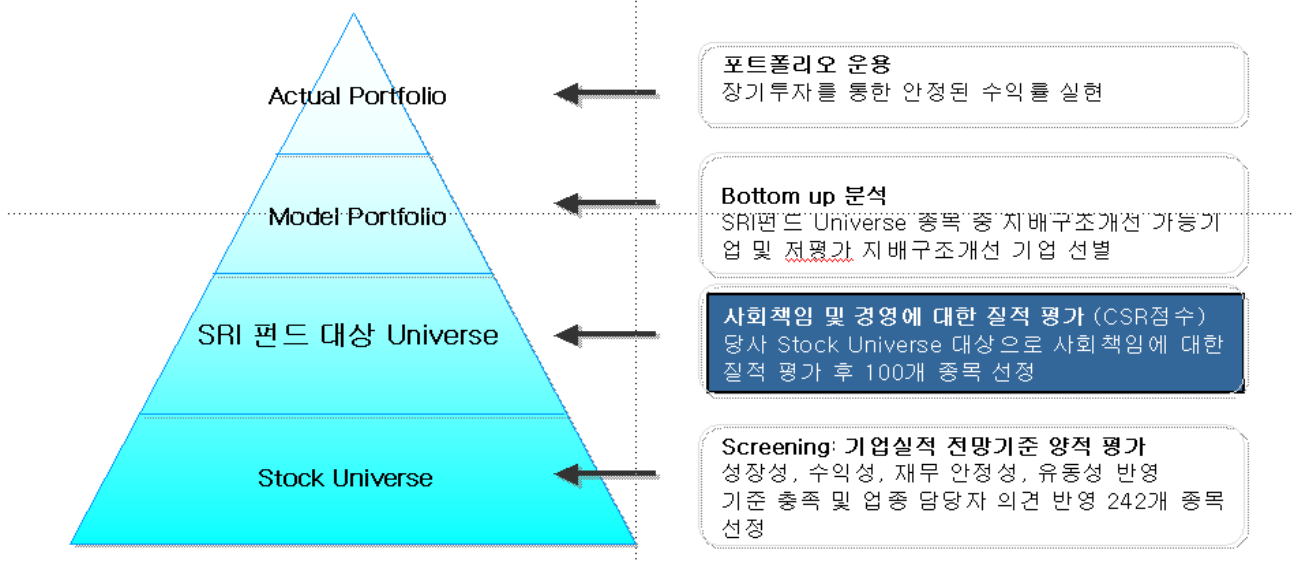 Actual Portfolio
포트폴리오 운용
장기투자를 통한 안정된 수익률 실현
Model Portfolio
Bottom up 분석
SRI펀드 Universe 종목 중 지배구조개선 가능기
업 및 저평가 지배구조개선 기업 선별
SRI 펀드 대상 Universe
사회책임 및 경영에 대한 질적 평가 (CSR점수)
당사 Stock Universe 대상으로 사회책임에 대한
질적 평가 후 100개 종목 선정
Stock Universe
Screening: 기업실적 전망기준 양적 평가
성장성, 수익성, 재무 안정성, 유동성 반영
기준 충족 및 업종 담당자 의견 반영 242개 종목
선정